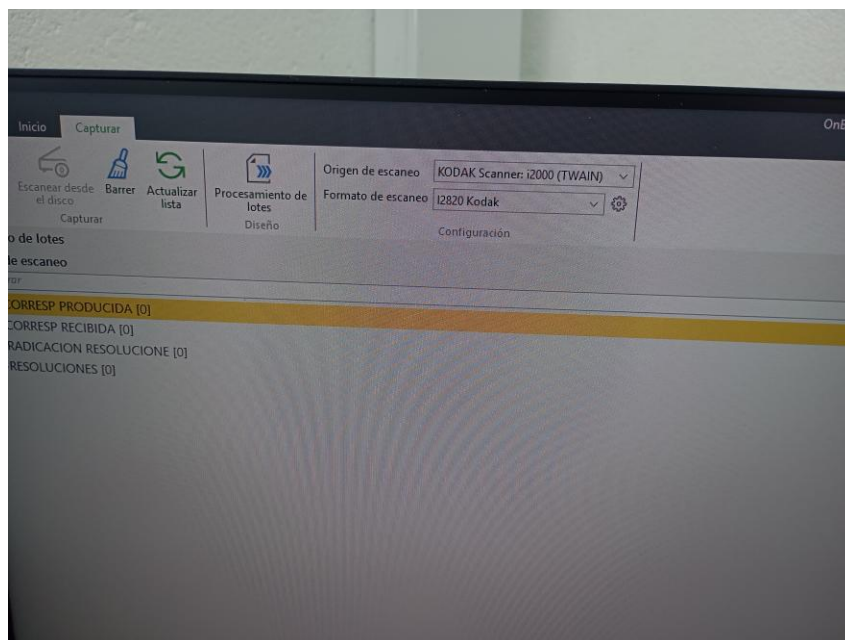 OnB
Inicio
Capturar
Escanear desde
el disco
Barrer
Actualizar
lista
Capturar
Procesamiento de
lotes
Diseño
Origen de escaneo
KODAK Scanner: i2000 (TWAIN)
Formato de escaneo
I2820 Kodak
Configuración
o de lotes
de escaneo
rar
CORRESP PRODUCIDA [0]
CORRESP RECIBIDA [0]
RADICACION RESOLUCIONE [0]
RESOLUCIONES [0]